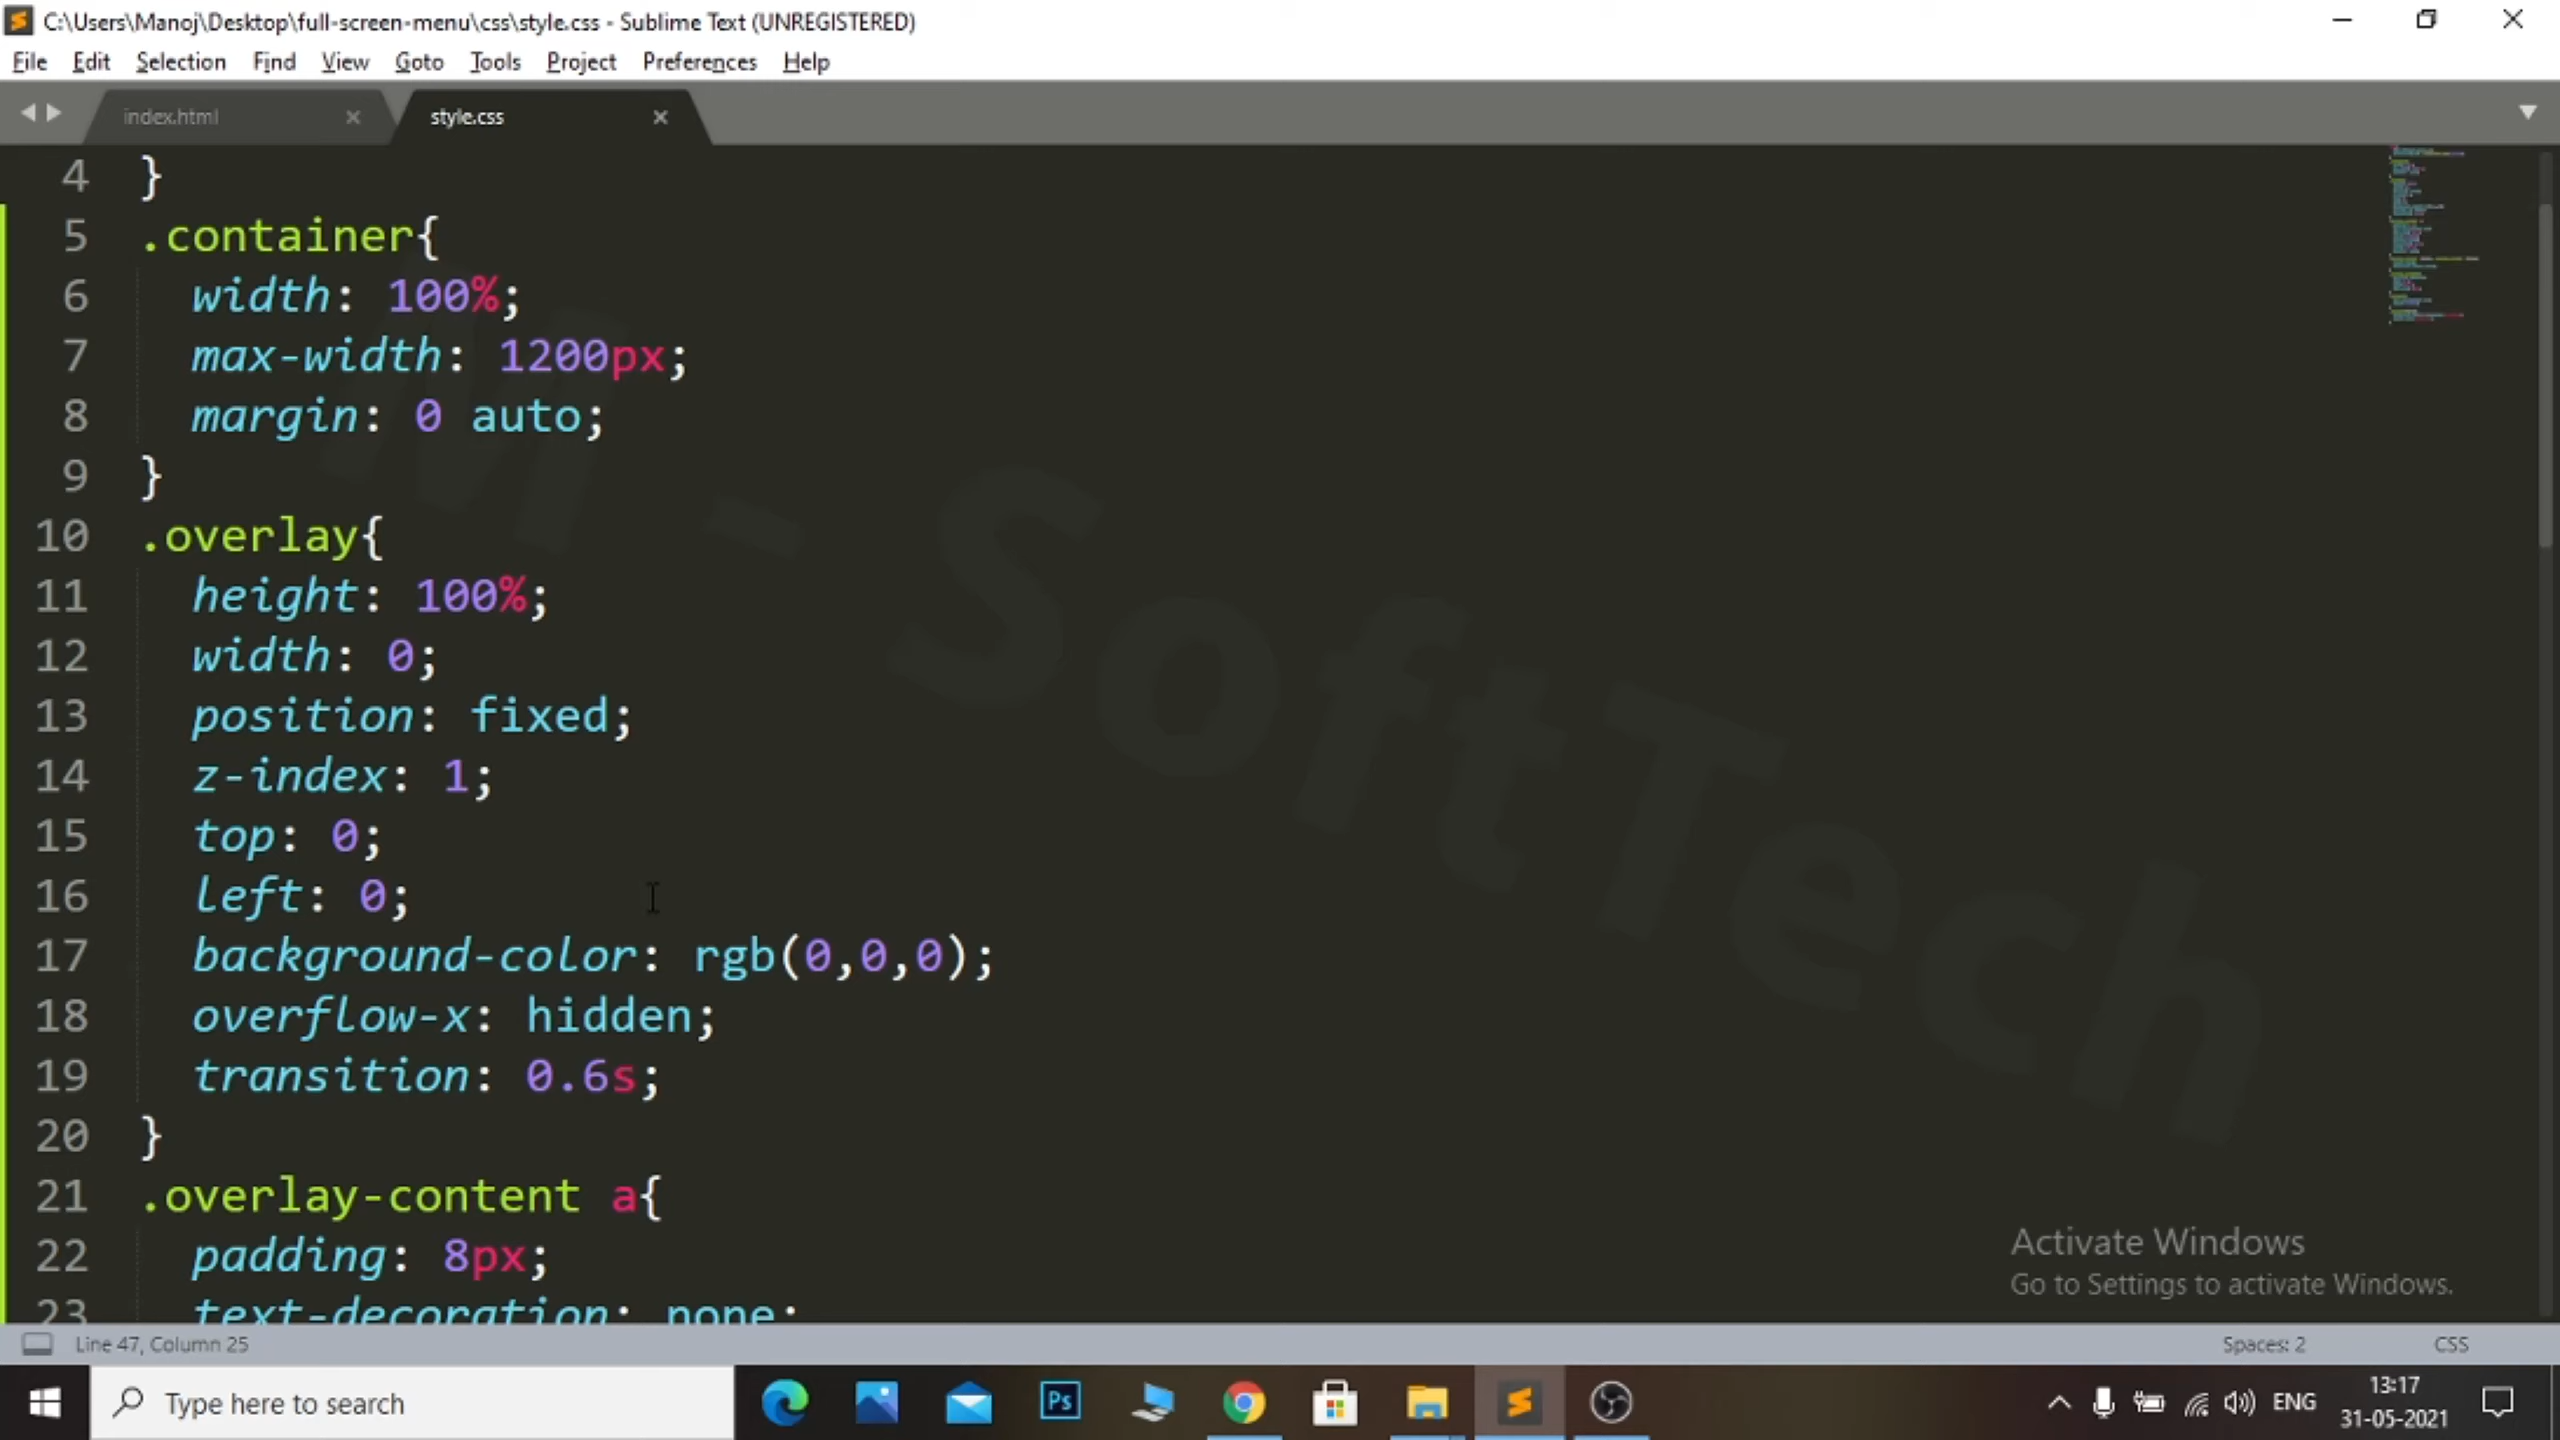 C:\Users\Manoj\Desktop\full-screen-menu\css\style.css - Sublime Text (UNREGISTERED)
File Edit Selection Find View Goto Tools Project Preferences Help
index.html style.css
4 }
5 .container{
6 width: 100%;
7 max-width: 1200px;
8 margin: 0 auto;
9 }
10 .overlay{
11 height: 100%;
12 width: 0;
13 position: fixed;
14 z-index: 1;
15 top: 0;
16 left: 0;
17 background-color: rgb(0,0,0);
18 overflow-x: hidden;
19 transition: 0.6s;
20 }
21 .overlay-content a{
22 padding: 8px;
23 text-decoration: none;
M - SoftTech
Activate Windows
Go to Settings to activate Windows.
Line 47, Column 25 Spaces: 2 CSS
Type here to search Ps ENG 13:17
31-05-2021